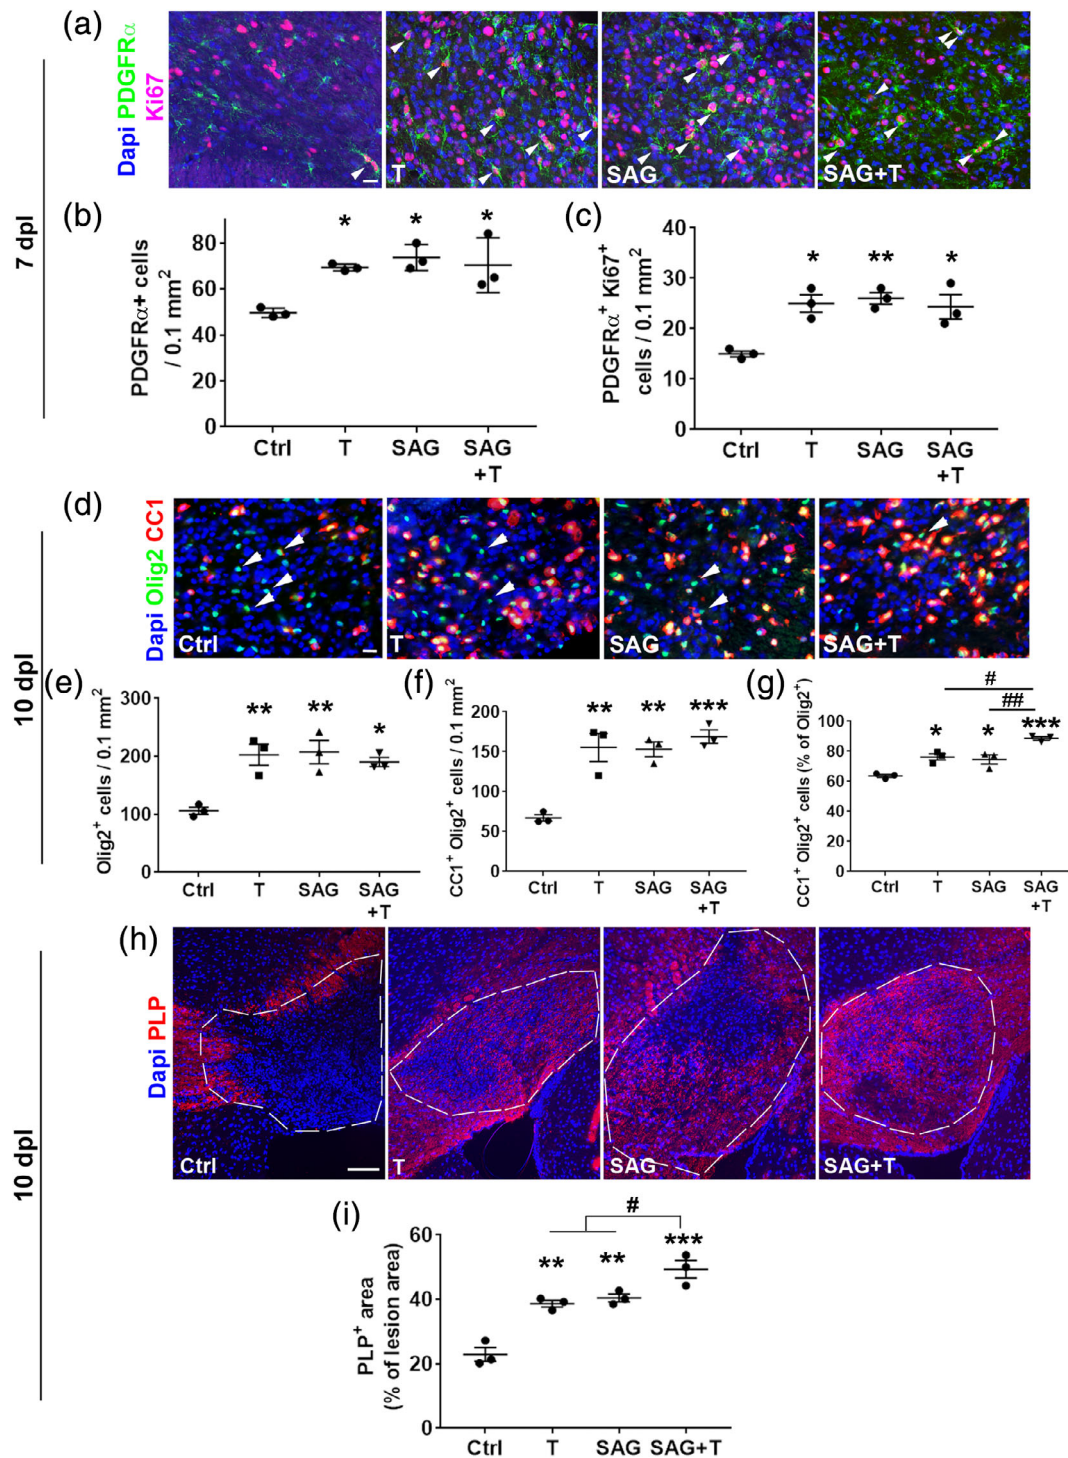 (a)
Dapi PDGFRα
Ki67
T
SAG
SAG+T
7 dpl
(b)
PDGFRα+ cells
/ 0.1 mm²
80
60
40
20
0
*
*
*
Ctrl
T
SAG
SAG
+T
(c)
PDGFRα⁺ Ki67⁺
cells / 0.1 mm²
40
30
20
10
0
*
**
*
Ctrl
T
SAG
SAG
+T
(d)
Dapi Olig2 CC1
Ctrl
T
SAG
SAG+T
10 dpl
(e)
Olig2⁺ cells / 0.1 mm²
300
200
100
0
**
**
*
Ctrl
T
SAG
SAG
+T
(f)
CC1⁺ Olig2⁺ cells / 0.1 mm²
200
150
100
50
0
**
**
***
Ctrl
T
SAG
SAG
+T
(g)
CC1⁺ Olig2⁺ cells (% of Olig2⁺)
100
80
60
40
20
0
#
##
*
*
***
Ctrl
T
SAG
SAG
+T
(h)
Dapi PLP
Ctrl
T
SAG
SAG+T
10 dpl
(i)
PLP⁺ area
(% of lesion area)
60
40
20
0
#
**
**
***
Ctrl
T
SAG
SAG+T